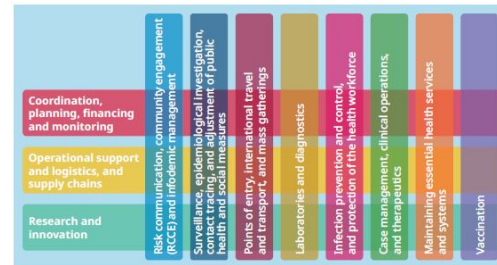 Coordination,
planning, financing
and monitoring
Operational support
and logistics, and
supply chains
Research and
innovation
Risk communication, community engagement
(RCCE) and infodemic management
Surveillance, epidemiological investigation,
contact tracing, and adjustment of public
health and social measures
Points of entry, international travel
and transport, and mass gatherings
Laboratories and diagnostics
Infection prevention and control,
and protection of the health workforce
Case management, clinical operations,
and therapeutics
Maintaining essential health services
and systems
Vaccination